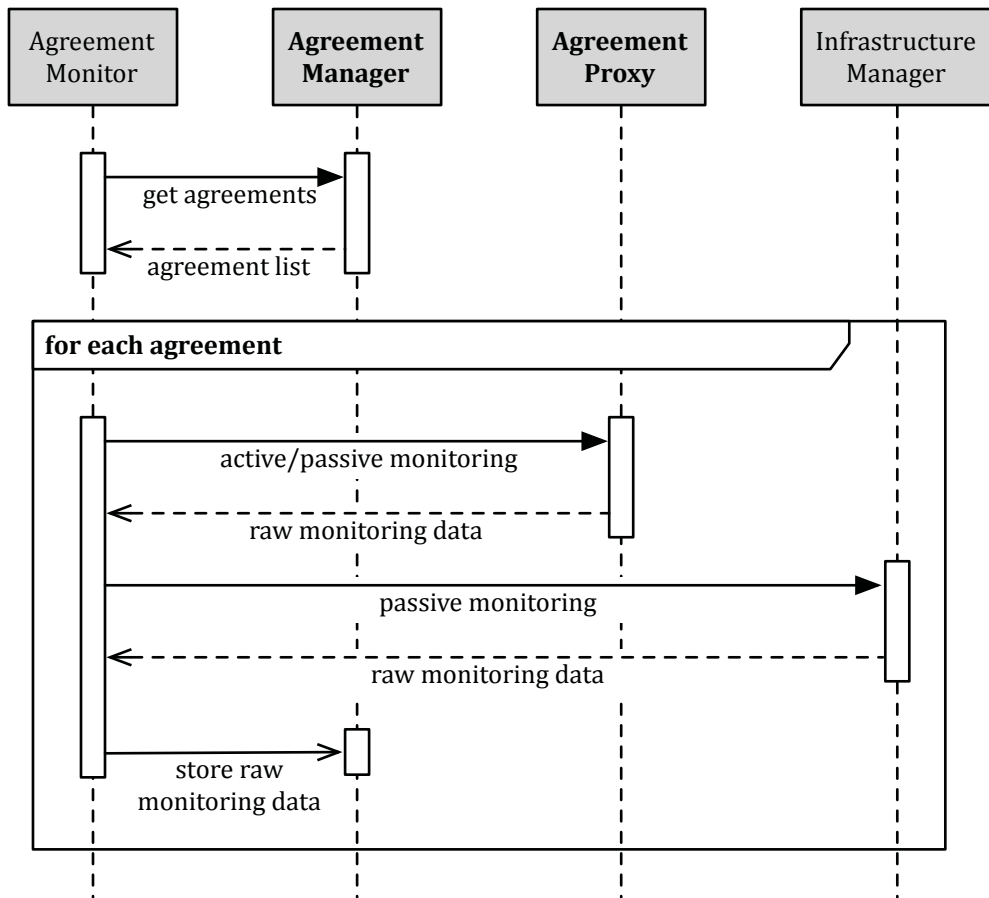 Agreement
Monitor
Agreement
Manager
Agreement
Proxy
Infrastructure
Manager
get agreements
agreement list
for each agreement
active/passive monitoring
raw monitoring data
passive monitoring
raw monitoring data
store raw
monitoring data